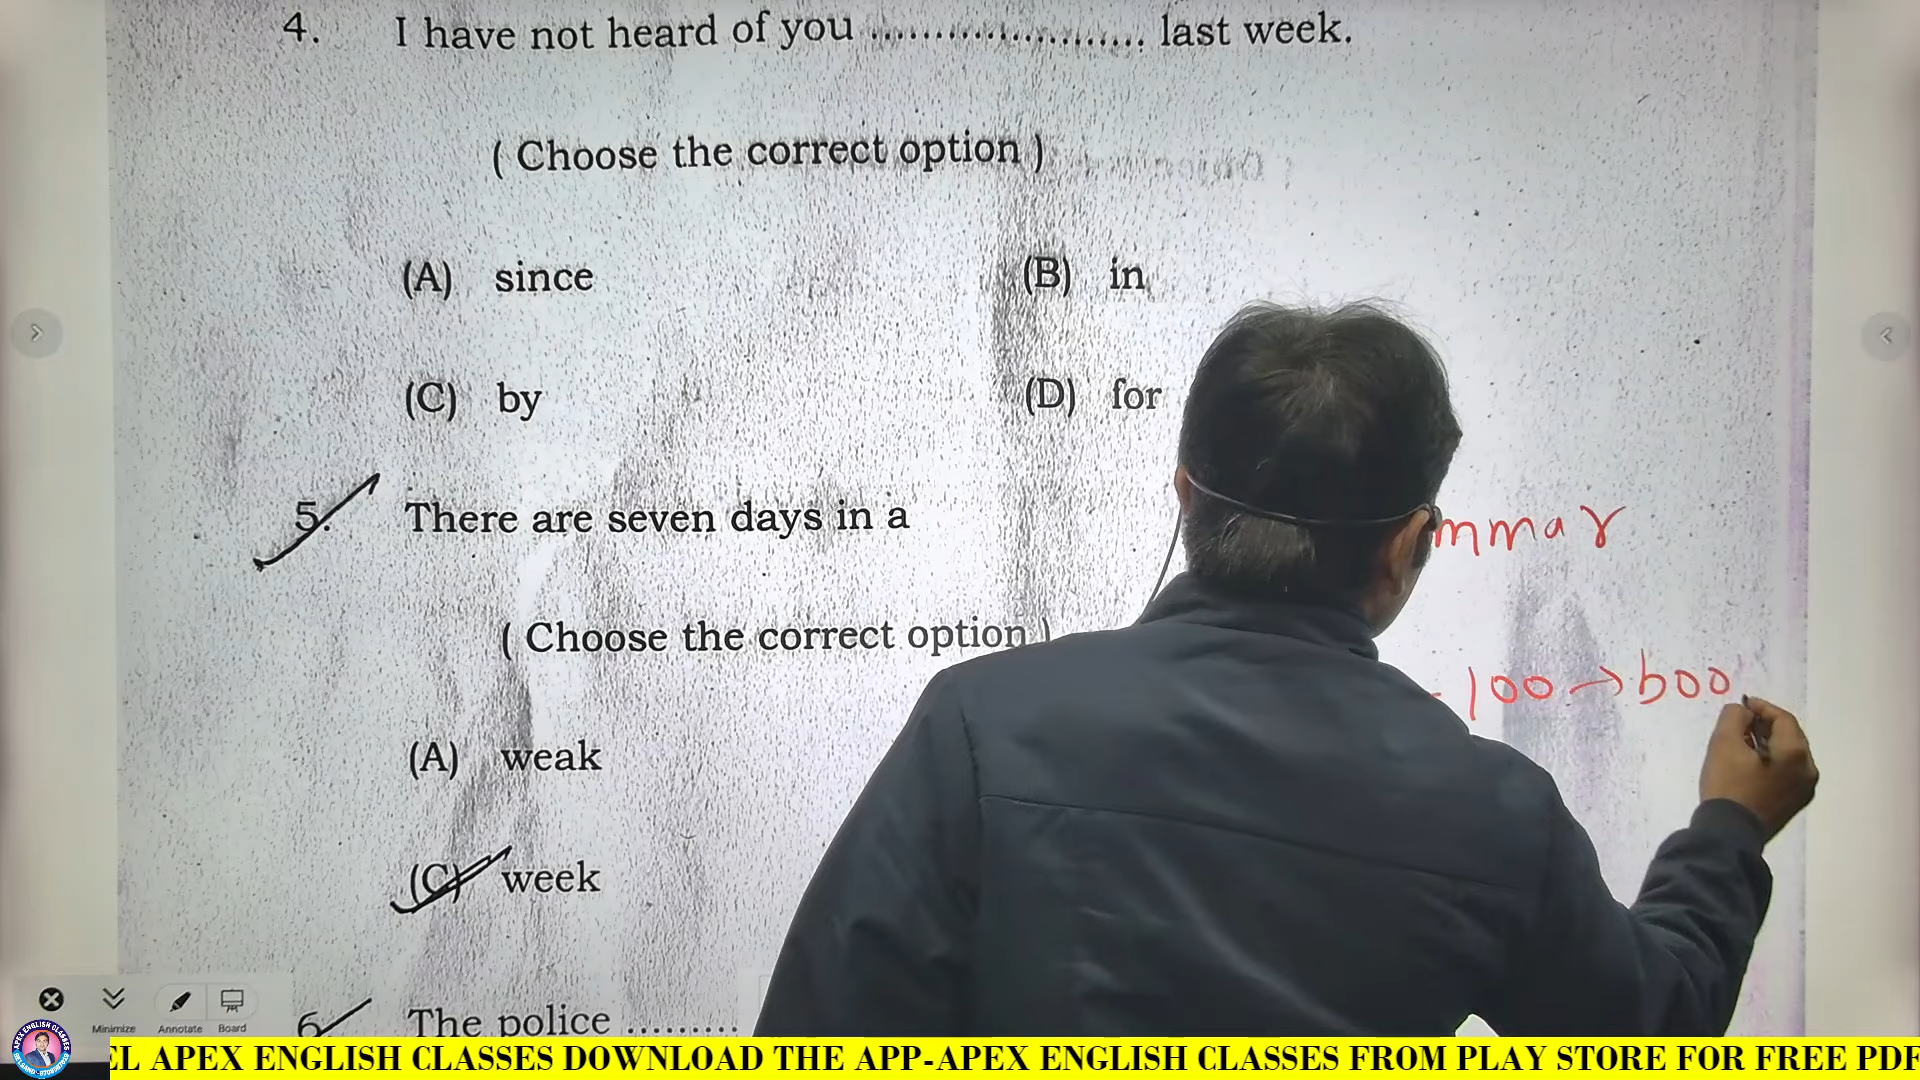 4. I have not heard of you ........................ last week.
( Choose the correct option )
(A) since
(B) in
(C) by
(D) for
5. There are seven days in a
( Choose the correct option )
mmar
100 → boo
(A) weak
(C) week
6. The police .........
Minimize Annotate Board
EL APEX ENGLISH CLASSES DOWNLOAD THE APP-APEX ENGLISH CLASSES FROM PLAY STORE FOR FREE PDF